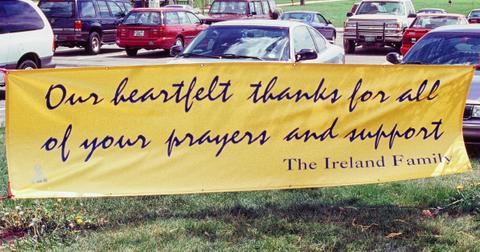 Our heartfelt thanks for all
of your prayers and support
The Ireland Family